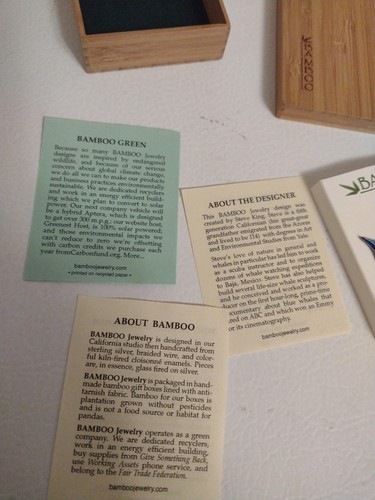 BAMBOO
BAMBOO GREEN
Because so many BAMBOO Jewelry
designs are inspired by endangered
wildlife, and because of our serious
concern about global climate change,
we do all we can to make our products
and business practices environmentally
sustainable. We are dedicated recyclers
and work in an energy efficient build-
ing which we plan to convert to solar
power. Our next company vehicle will
be a hybrid Aptera, which is designed
to get over 300 m.p.g.; our website host,
Greenest Host, is 100% solar powered;
and those environmental impacts we
can't reduce to zero we're offsetting
with carbon credits we purchase each
year from Carbonfund.org. More...
bamboojewelry.com
• printed on recycled paper •
ABOUT THE DESIGNER
This BAMBOO Jewelry design was
created by Steve King. Steve is a fifth
generation Californian (his great-great
grandfather emigrated from the Azores
and lived to be 114) with degrees in Art
and Environmental Studies from Yale.
Steve's love of nature in general and
whales in particular has led him to work
as a scuba instructor and to organize
dozens of whale watching expeditions
to Baja, Mexico. Steve has also helped
build several life-size whale sculptures,
and he conceived and worked as a pro-
ducer on the first hour-long, prime-time
documentary about blue whales that
aired on ABC and which won an Emmy
for its cinematography.
bamboojewelry.com
BA
ABOUT BAMBOO
BAMBOO Jewelry is designed in our
California studio then handcrafted from
sterling silver, braided wire, and color-
ful kiln-fired cloisonné enamels. Pieces
are, in essence, glass fired on silver.
BAMBOO Jewelry is packaged in hand-
made bamboo gift boxes lined with anti-
tarnish fabric. Bamboo for our boxes is
plantation grown without pesticides
and is not a food source or habitat for
pandas.
BAMBOO Jewelry operates as a green
company. We are dedicated recyclers,
work in an energy efficient building,
buy supplies from Give Something Back,
use Working Assets phone service, and
belong to the Fair Trade Federation.
bamboojewelry.com